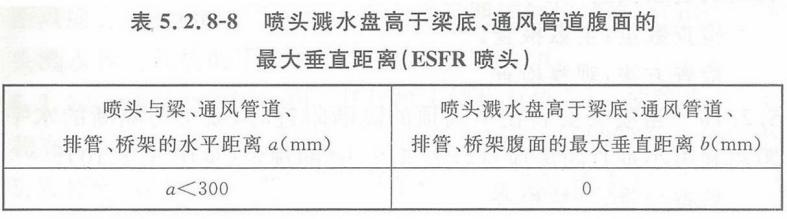 表 5.2.8-8 喷头溅水盘高于梁底、通风管道腹面的
最大垂直距离(ESFR 喷头)
喷头与梁、通风管道、
排管、桥架的水平距离 a(mm)
喷头溅水盘高于梁底、通风管道、
排管、桥架腹面的最大垂直距离 b(mm)
a<300
0